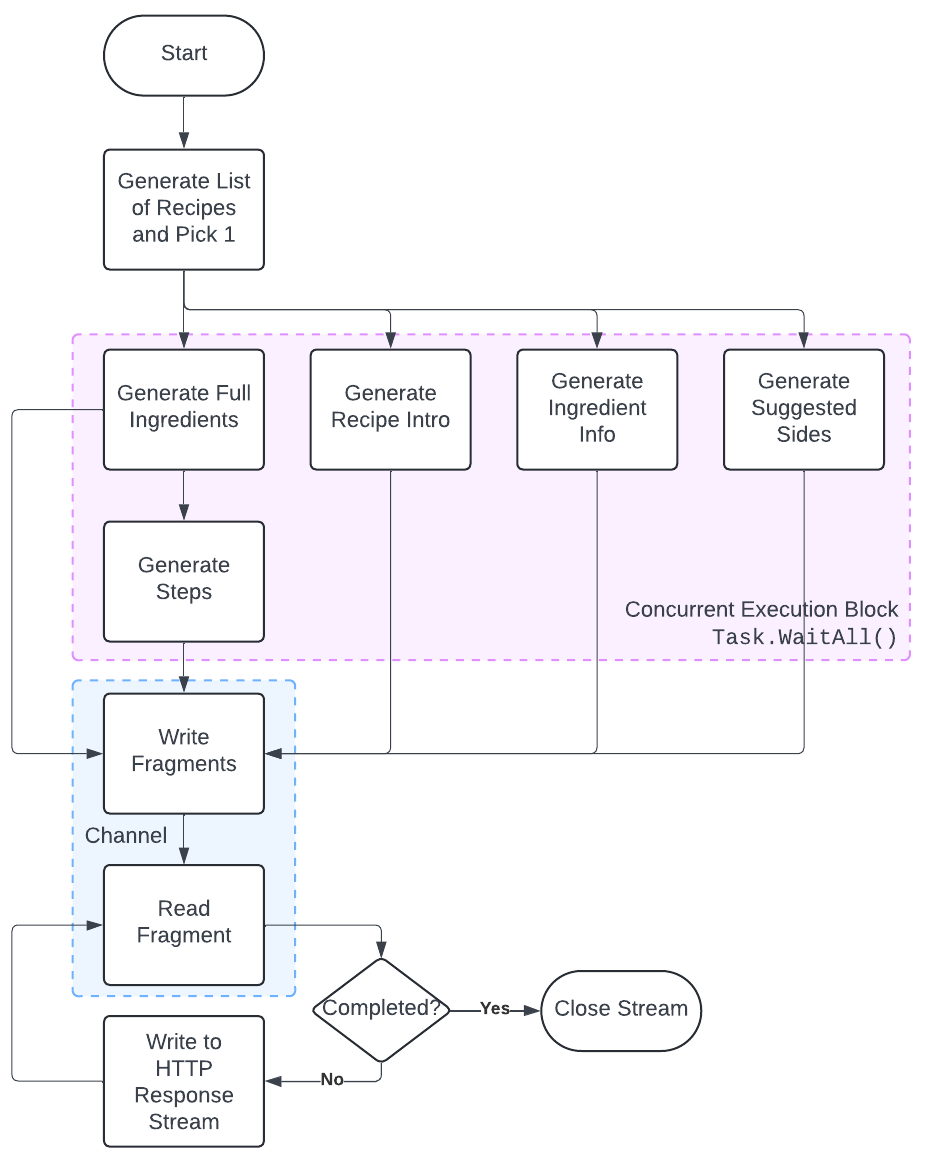 Start
Generate List
of Recipes
and Pick 1
Generate Full
Ingredients
Generate
Recipe Intro
Generate
Ingredient
Info
Generate
Suggested
Sides
Generate
Steps
Concurrent Execution Block
Task.WaitAll()
Write
Fragments
Channel
Read
Fragment
Completed?
Yes
Close Stream
No
Write to
HTTP
Response
Stream